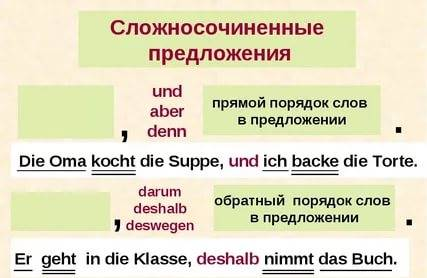 Сложносочиненные
предложения
und
aber
denn
,
прямой порядок слов
в предложении
.
Die Oma kocht die Suppe, und ich backe die Torte.
darum
deshalb
deswegen
,
обратный порядок слов
в предложении
.
Er geht in die Klasse, deshalb nimmt das Buch.